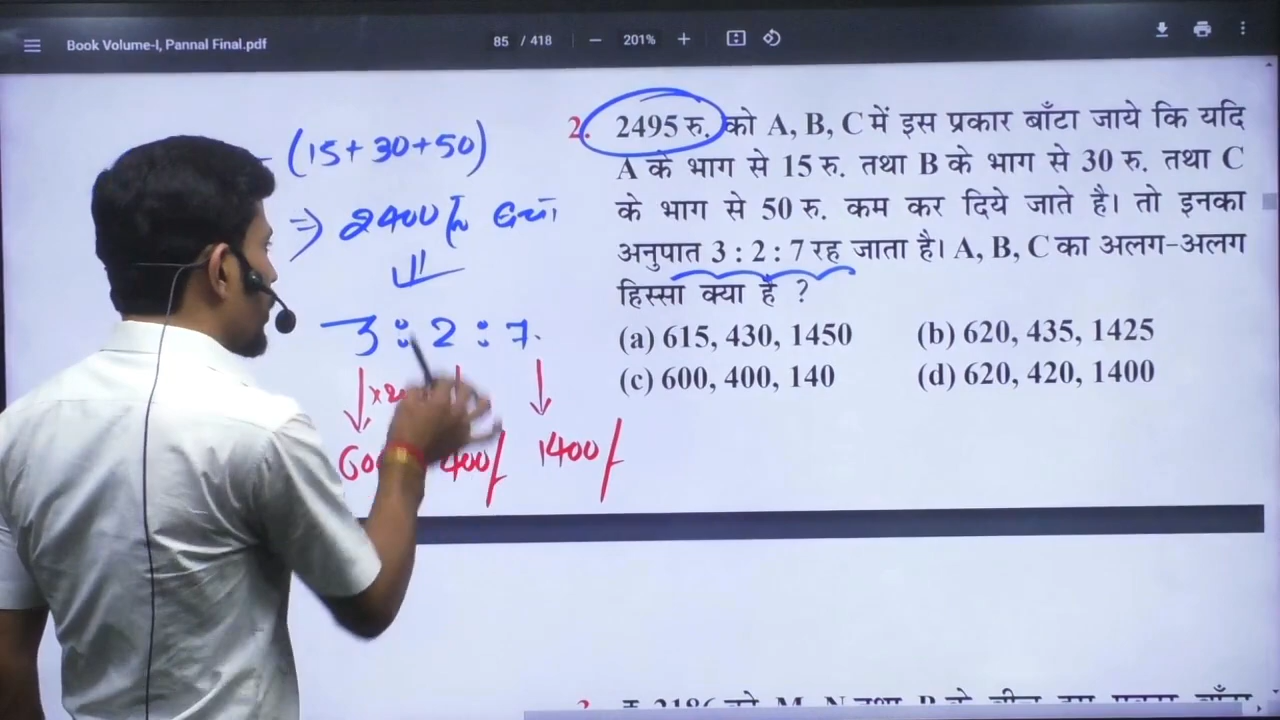 Book Volume-I, Pannal Final.pdf
85 / 418
201%
2. 2495 रु. को A, B, C में इस प्रकार बाँटा जाये कि यदि
A के भाग से 15 रु. तथा B के भाग से 30 रु. तथा C
के भाग से 50 रु. कम कर दिये जाते है। तो इनका
अनुपात 3 : 2 : 7 रह जाता है। A, B, C का अलग-अलग
हिस्सा क्या है ?
(a) 615, 430, 1450 (b) 620, 435, 1425
(c) 600, 400, 140 (d) 620, 420, 1400
(15+30+50)
⇒ 2400/-
3 : 2 : 7
400/- 1400/-